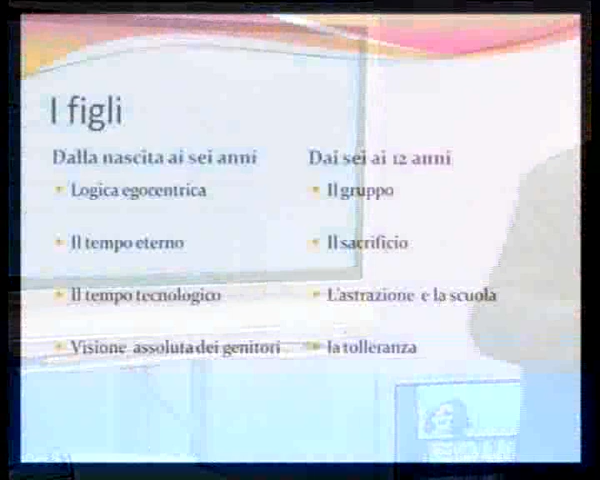 I figli
Dalla nascita ai sei anni
Logica egocentrica
Il tempo eterno
Il tempo tecnologico
Visione assoluta dei genitori
Dai sei ai 12 anni
Il gruppo
Il sacrificio
L'astrazione e la scuola
la tolleranza